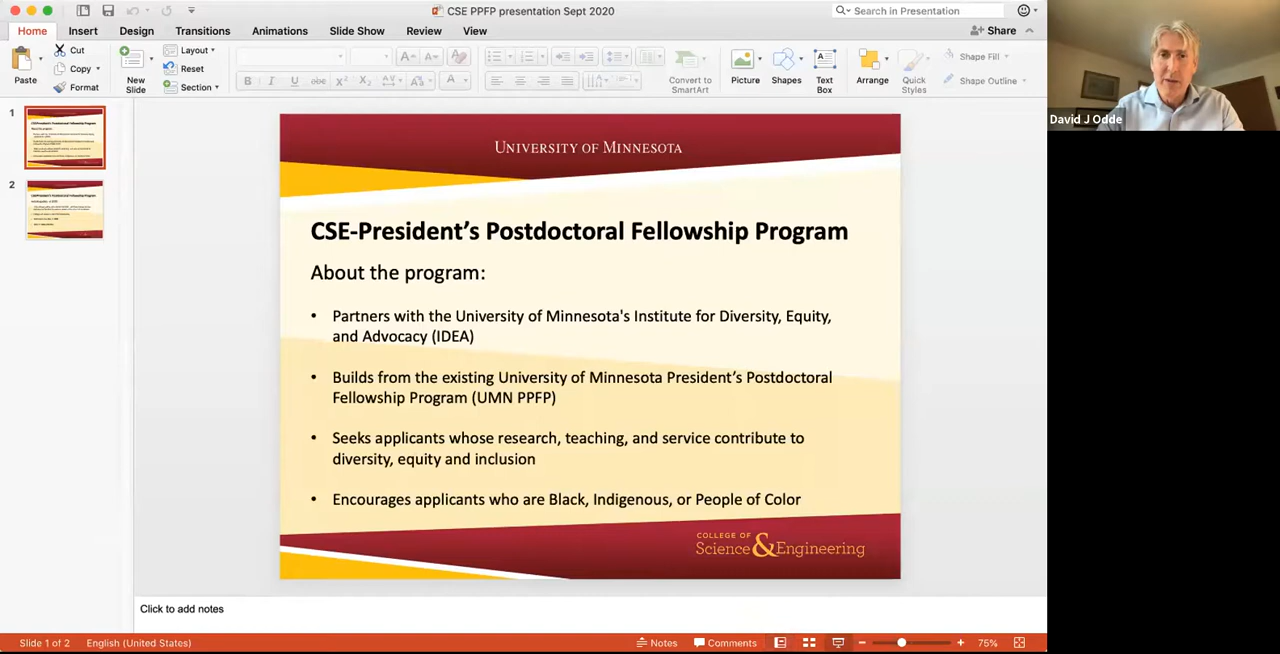 CSE PPFP presentation Sept 2020
Search in Presentation
Home Insert Design Transitions Animations Slide Show Review View Share
Paste
Cut
Copy
Format
New Slide
Layout
Reset
Section
B I U abc X² X₂ AV A
Convert to SmartArt
Picture
Shapes
Text Box
Arrange
Quick Styles
Shape Fill
Shape Outline
David J Odde
1
2
UNIVERSITY OF MINNESOTA
CSE-President’s Postdoctoral Fellowship Program
About the program:
• Partners with the University of Minnesota's Institute for Diversity, Equity,
and Advocacy (IDEA)
• Builds from the existing University of Minnesota President’s Postdoctoral
Fellowship Program (UMN PPFP)
• Seeks applicants whose research, teaching, and service contribute to
diversity, equity and inclusion
• Encourages applicants who are Black, Indigenous, or People of Color
COLLEGE OF
Science & Engineering
Click to add notes
Slide 1 of 2 English (United States) Notes Comments 75%